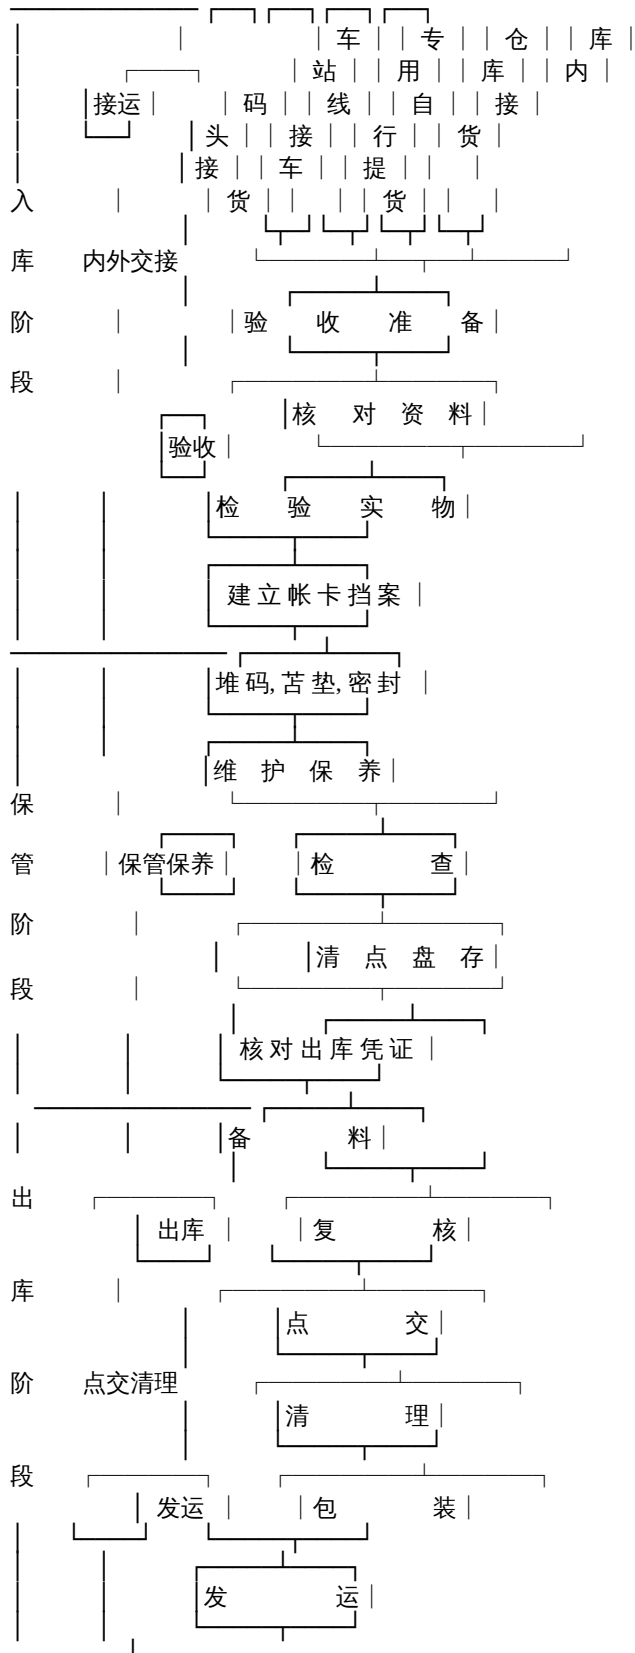 车 专 仓 库
站 用 库 内
接运 码 线 自 接
头 接 行 货
接 车 提
入 货 货
库 内外交接
阶 验 收 准 备
段
核 对 资 料
验收
检 验 实 物
建 立 帐 卡 挡 案
堆 码, 苫 垫, 密 封
维 护 保 养
保
管 保管保养 检 查
阶
清 点 盘 存
段
核 对 出 库 凭 证
备 料
出
出库 复 核
库
点 交
阶 点交清理
清 理
段
发运 包 装
发 运